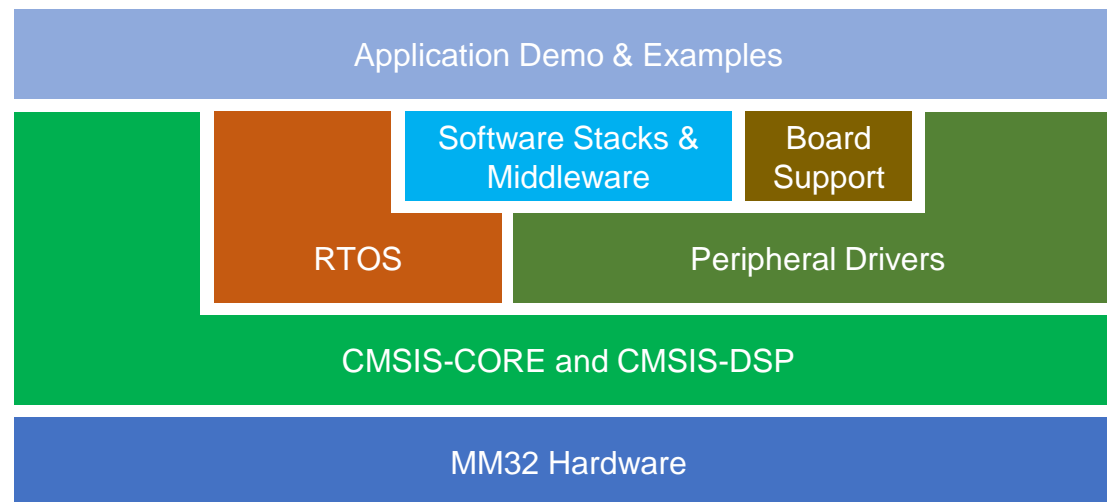 Application Demo & Examples
Software Stacks &
Middleware
Board
Support
RTOS
Peripheral Drivers
CMSIS-CORE and CMSIS-DSP
MM32 Hardware